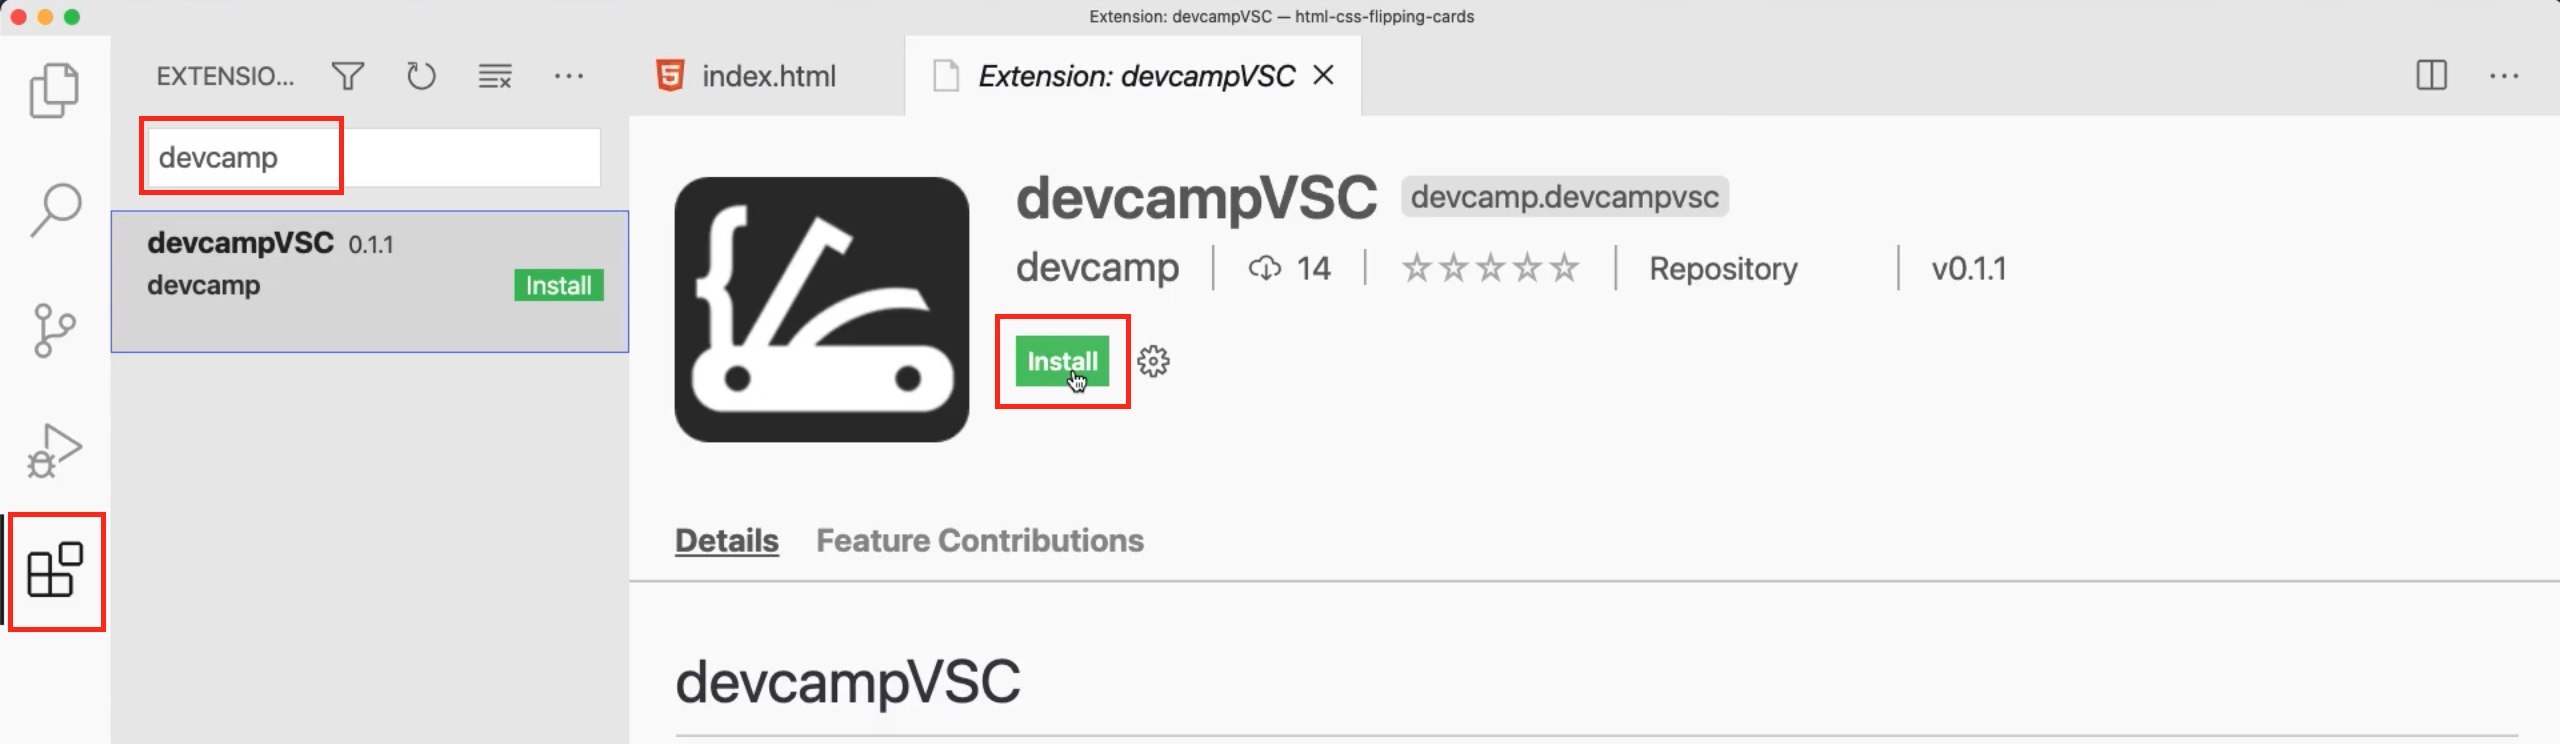 Extension: devcampVSC — html-css-flipping-cards
EXTENSIO...
index.html
Extension: devcampVSC
devcamp
devcampVSC 0.1.1
devcamp
Install
devcampVSC devcamp.devcampvsc
devcamp 14 Repository v0.1.1
Install
Details Feature Contributions
devcampVSC